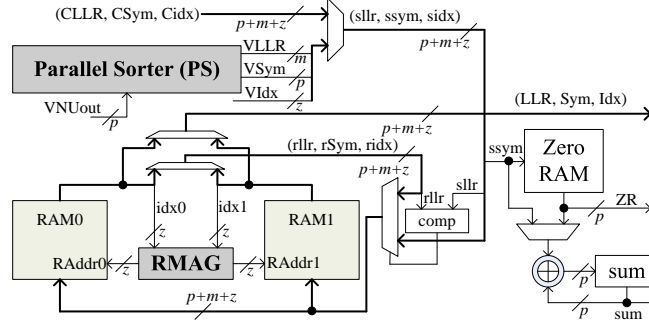 (CLLR, CSym, Cidx)
p+m+z
(sllr, ssym, sidx)
p+m+z
VLLR
m
Parallel Sorter (PS)
VSym
p
VIdx
z
VNUout
p
(LLR, Sym, Idx)
p+m+z
(rllr, rSym, ridx)
p+m+z
ssym
Zero
RAM
rllr
sllr
comp
p
ZR
RAM0
idx0
idx1
RAM1
z
z
RAddr0
z
RMAG
z
RAddr1
p
sum
p+m+z
p
sum